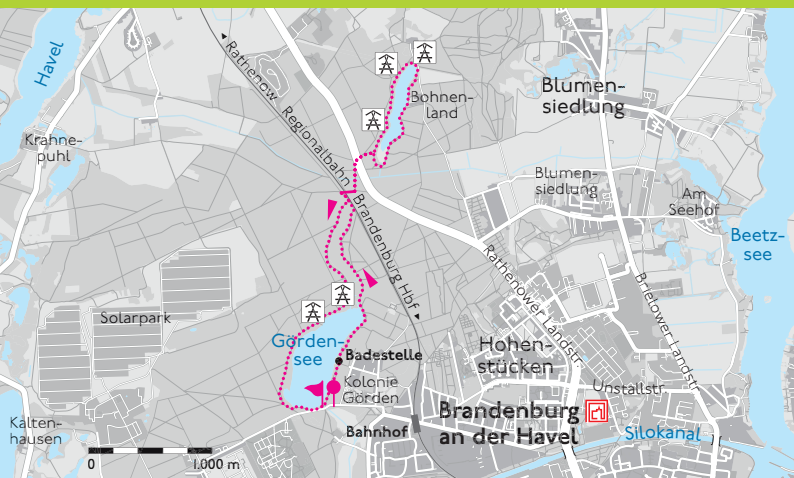 Havel
Rathenow
Regionalbahn
Brandenburg Hbf
Bohnen-
land
Blumen-
siedlung
Krahne-
puhl
Blumen-
siedlung
Am
Seehof
Beetz-
see
Rathenower Landstr.
Brielower Landstr.
Solarpark
Görden-
see
Badestelle
Kolonie
Görden
Hohen-
stücken
Unstallstr.
Brandenburg
an der Havel
Silokanal
Kalten-
hausen
Bahnhof
0
1.000 m